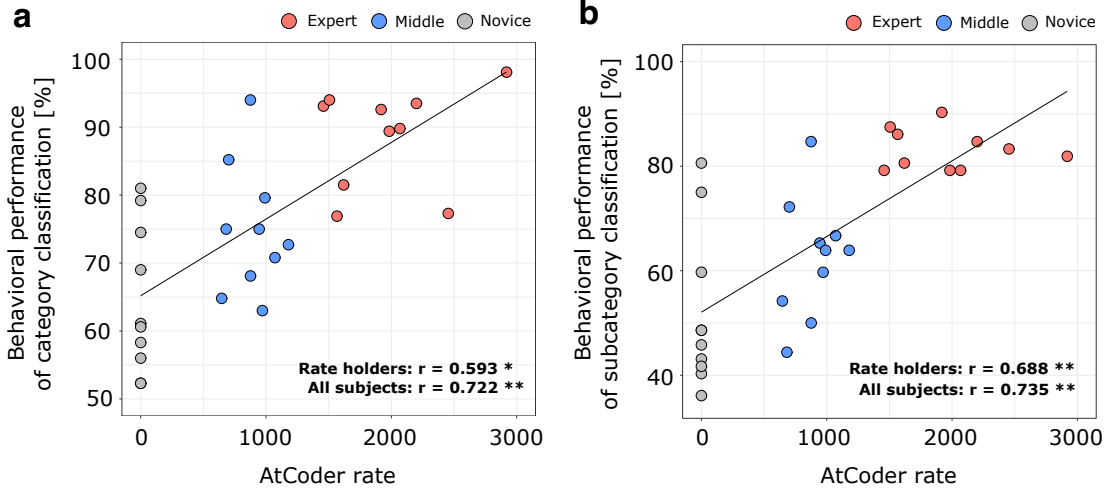 a
Expert Middle Novice
Behavioral performance
of category classification [%]
100
90
80
70
60
50
Rate holders: r = 0.593 *
All subjects: r = 0.722 **
0 1000 2000 3000
AtCoder rate
b
Expert Middle Novice
Behavioral performance
of subcategory classification [%]
100
80
60
40
Rate holders: r = 0.688 **
All subjects: r = 0.735 **
0 1000 2000 3000
AtCoder rate